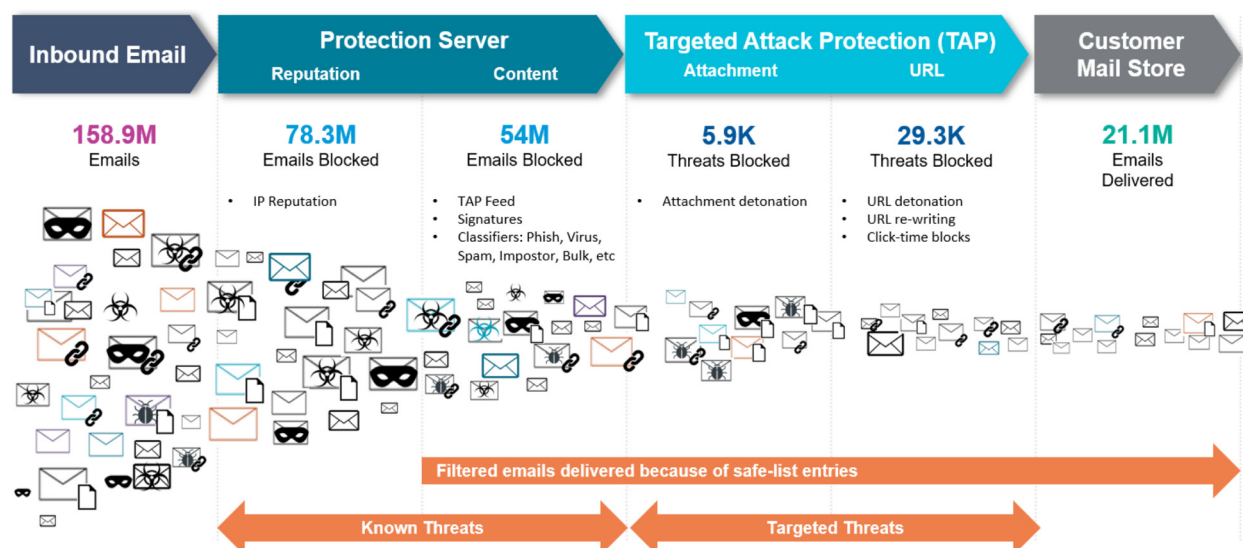 Inbound Email
Protection Server
Reputation
Content
Targeted Attack Protection (TAP)
Attachment
URL
Customer
Mail Store
158.9M
Emails
78.3M
Emails Blocked
• IP Reputation
54M
Emails Blocked
• TAP Feed
• Signatures
• Classifiers: Phish, Virus,
Spam, Impostor, Bulk, etc
5.9K
Threats Blocked
• Attachment detonation
29.3K
Threats Blocked
• URL detonation
• URL re-writing
• Click-time blocks
21.1M
Emails
Delivered
Filtered emails delivered because of safe-list entries
Known Threats
Targeted Threats